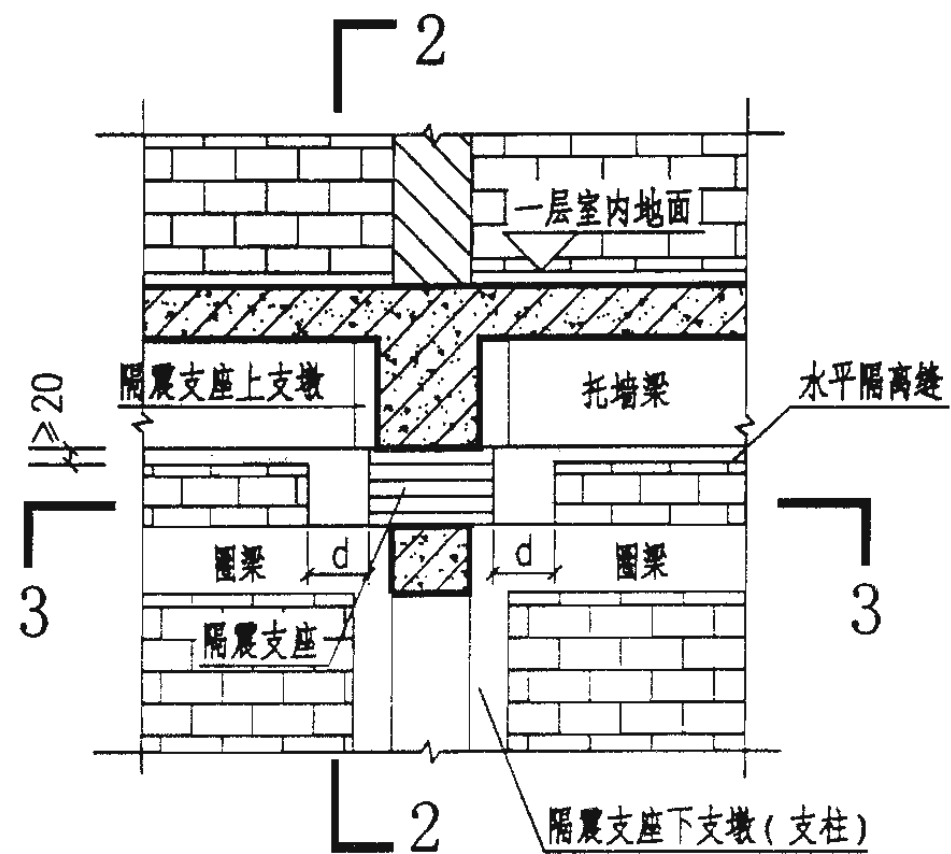 2
一层室内地面
隔震支座上支墩
托墙梁
水平隔离缝
≥20
3
圈梁
d
d
圈梁
3
隔震支座
2
隔震支座下支墩(支柱)